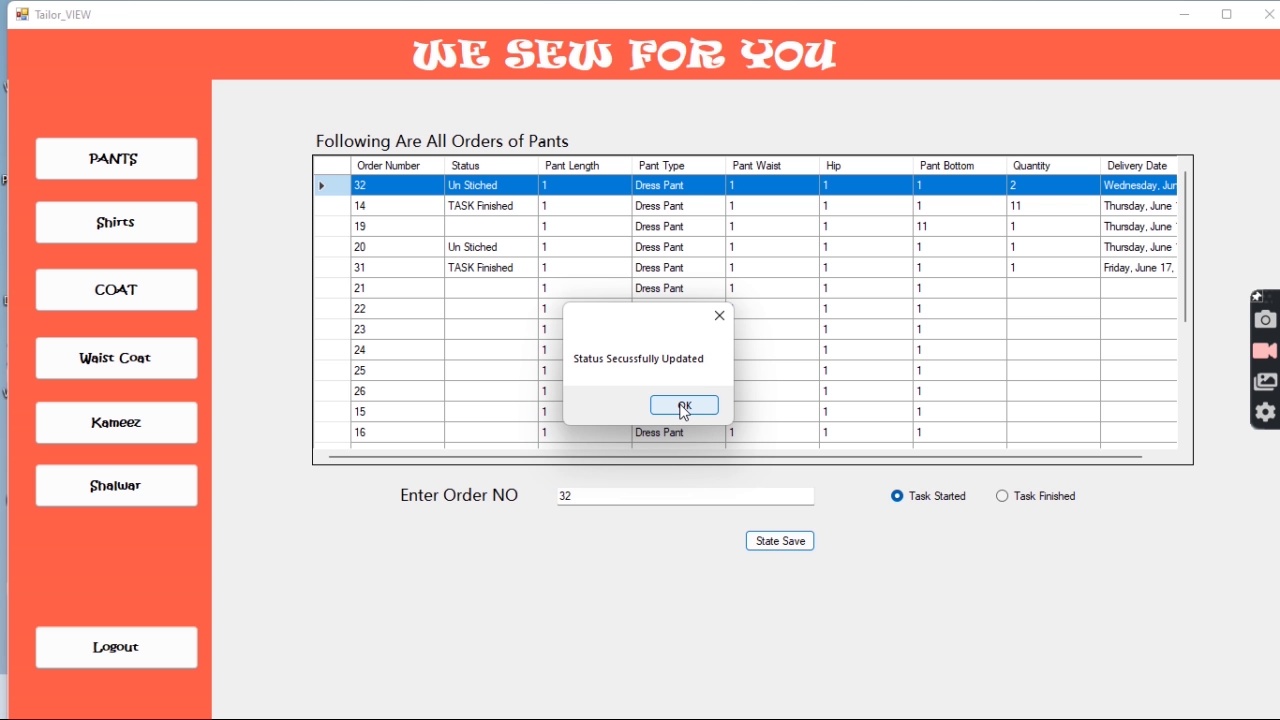 Tailor_VIEW
WE SEW FOR YOU
PANTS
Shirts
COAT
Waist Coat
Kameez
Shalwar
Logout
Following Are All Orders of Pants
Order Number Status Pant Length Pant Type Pant Waist Hip Pant Bottom Quantity Delivery Date
32 Un Stiched 1 Dress Pant 1 1 1 2 Wednesday, Jun
14 TASK Finished 1 Dress Pant 1 1 1 11 Thursday, June
19 1 Dress Pant 1 1 11 1 Thursday, June
20 Un Stiched 1 Dress Pant 1 1 1 1 Thursday, June
31 TASK Finished 1 Dress Pant 1 1 1 1 Friday, June 17,
21 1 Dress Pant 1 1 1
22 1 1 1
23 1 1 1
24 1 1 1
25 1 1 1
26 1 1 1
15 1 1 1
16 1 Dress Pant 1 1 1
Status Secussfully Updated
OK
Enter Order NO 32 Task Started Task Finished
State Save